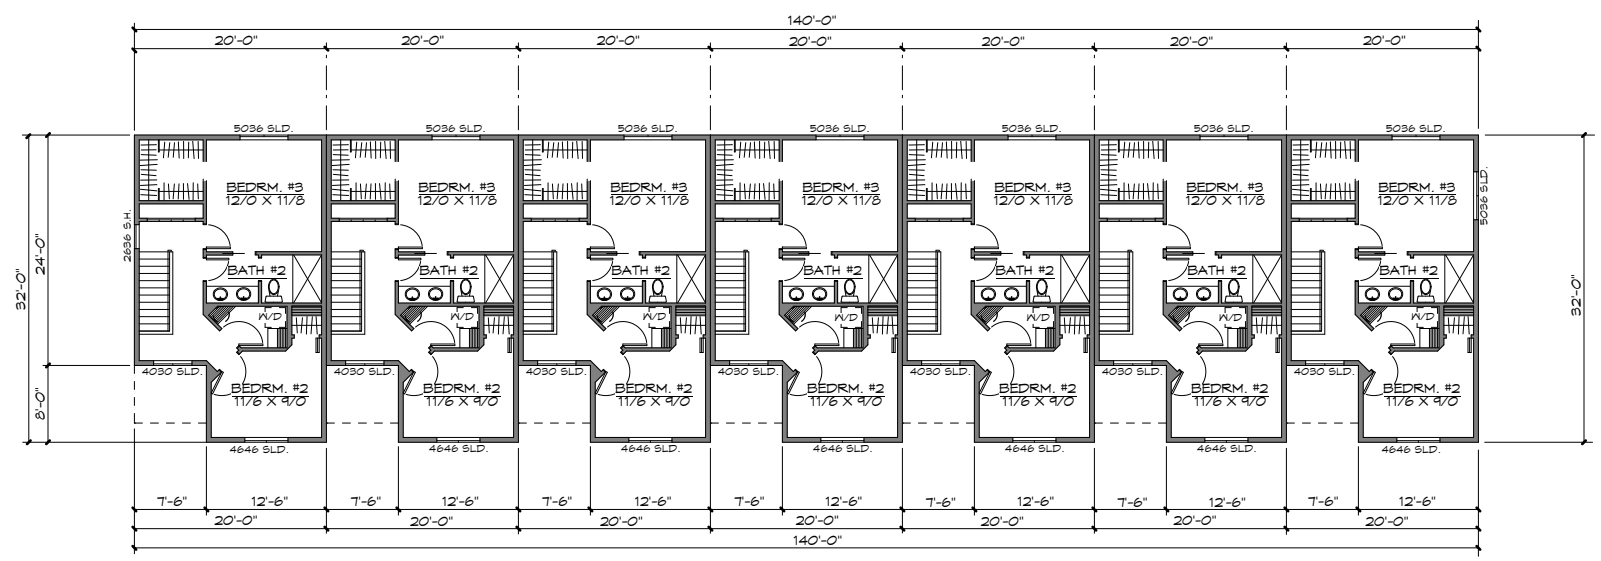 140'-0"
20'-0" 20'-0" 20'-0" 20'-0" 20'-0" 20'-0" 20'-0"
5036 SLD. 5036 SLD. 5036 SLD. 5036 SLD. 5036 SLD. 5036 SLD. 5036 SLD.
BEDRM. #3 BEDRM. #3 BEDRM. #3 BEDRM. #3 BEDRM. #3 BEDRM. #3 BEDRM. #3
12/0 X 11/8 12/0 X 11/8 12/0 X 11/8 12/0 X 11/8 12/0 X 11/8 12/0 X 11/8 12/0 X 11/8
5036 SLD.
2636 S.H.
24'-0"
32'-0"
32'-0"
BATH #2 BATH #2 BATH #2 BATH #2 BATH #2 BATH #2 BATH #2
W/D W/D W/D W/D W/D W/D W/D
4030 SLD. 4030 SLD. 4030 SLD. 4030 SLD. 4030 SLD. 4030 SLD. 4030 SLD.
8'-0"
BEDRM. #2 BEDRM. #2 BEDRM. #2 BEDRM. #2 BEDRM. #2 BEDRM. #2 BEDRM. #2
11/6 X 9/0 11/6 X 9/0 11/6 X 9/0 11/6 X 9/0 11/6 X 9/0 11/6 X 9/0 11/6 X 9/0
4646 SLD. 4646 SLD. 4646 SLD. 4646 SLD. 4646 SLD. 4646 SLD. 4646 SLD.
7'-6" 12'-6" 7'-6" 12'-6" 7'-6" 12'-6" 7'-6" 12'-6" 7'-6" 12'-6" 7'-6" 12'-6" 7'-6" 12'-6"
20'-0" 20'-0" 20'-0" 20'-0" 20'-0" 20'-0" 20'-0"
140'-0"